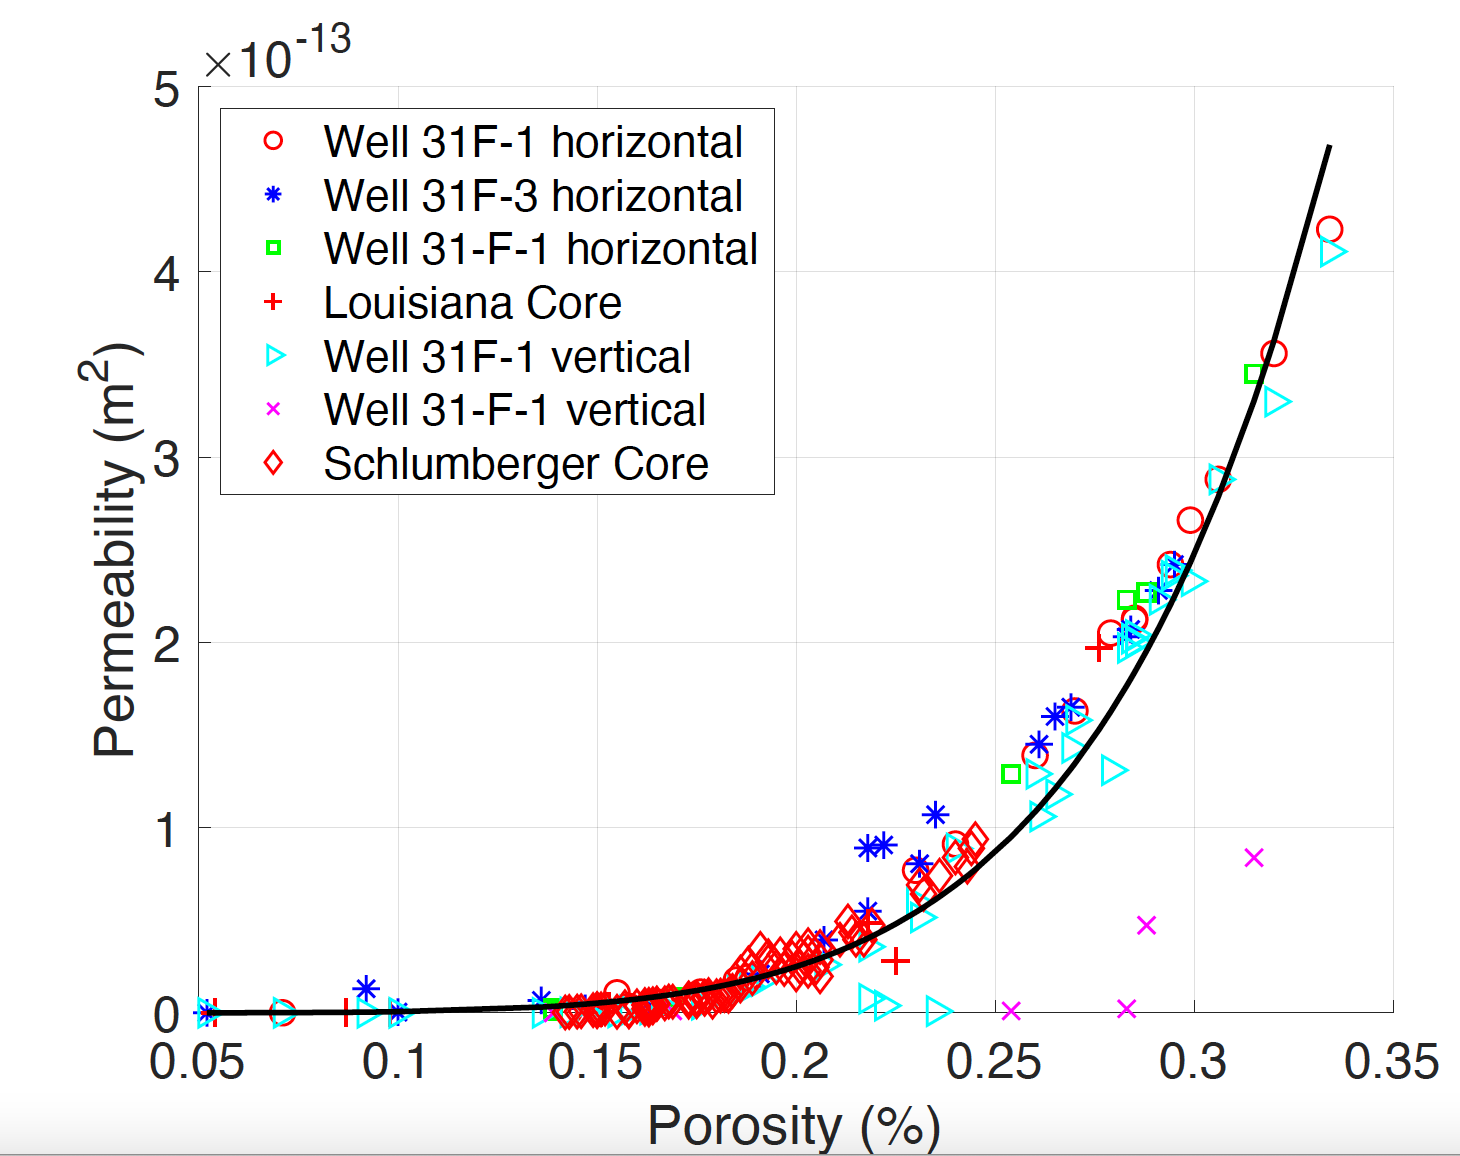 ×10-13
5
4
3
2
1
0
Permeability (m2)
Well 31F-1 horizontal
Well 31F-3 horizontal
Well 31-F-1 horizontal
Louisiana Core
Well 31F-1 vertical
Well 31-F-1 vertical
Schlumberger Core
0.05 0.1 0.15 0.2 0.25 0.3 0.35
Porosity (%)